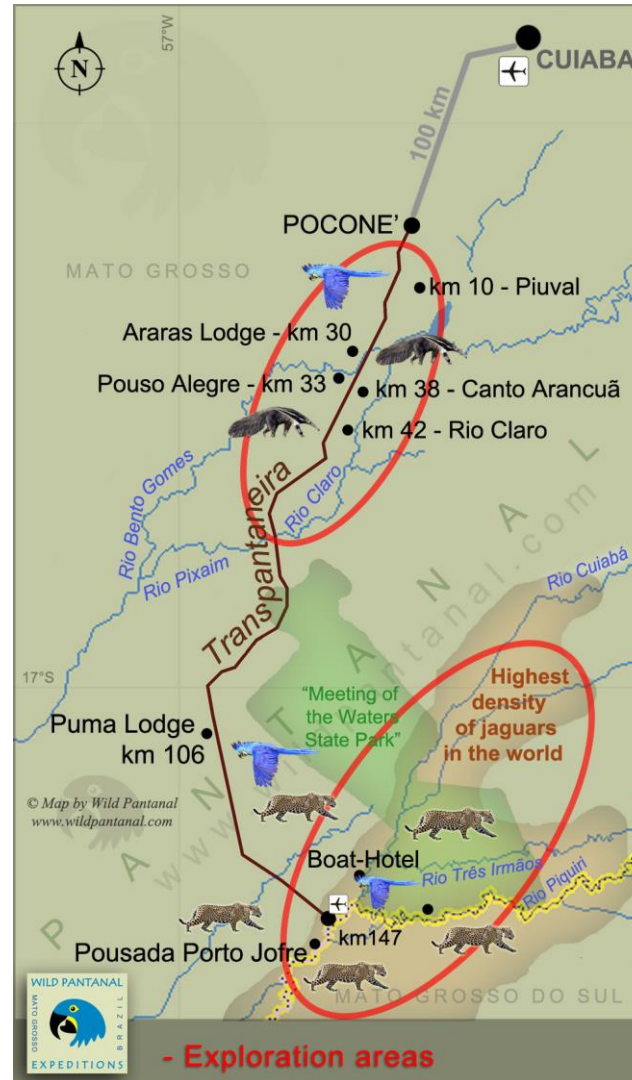 57°W
N
CUIABA
100 km
POCONE'
MATO GROSSO
km 10 - Piuval
Araras Lodge - km 30
Pouso Alegre - km 33
km 38 - Canto Arancuã
km 42 - Rio Claro
Rio Bento Gomes
Rio Claro
Rio Pixaim
Transpantaneira
PANTANAL
www.wildpantanal.com
Rio Cuiabá
17°S
"Meeting of
the Waters
State Park"
Highest
density
of jaguars
in the world
Puma Lodge
km 106
© Map by Wild Pantanal
www.wildpantanal.com
Boat-Hotel
Rio Três Irmãos
Rio Piquiri
km147
Pousada Porto Jofre
MATO GROSSO DO SUL
WILD PANTANAL
MATO GROSSO
BRAZIL
EXPEDITIONS
- Exploration areas